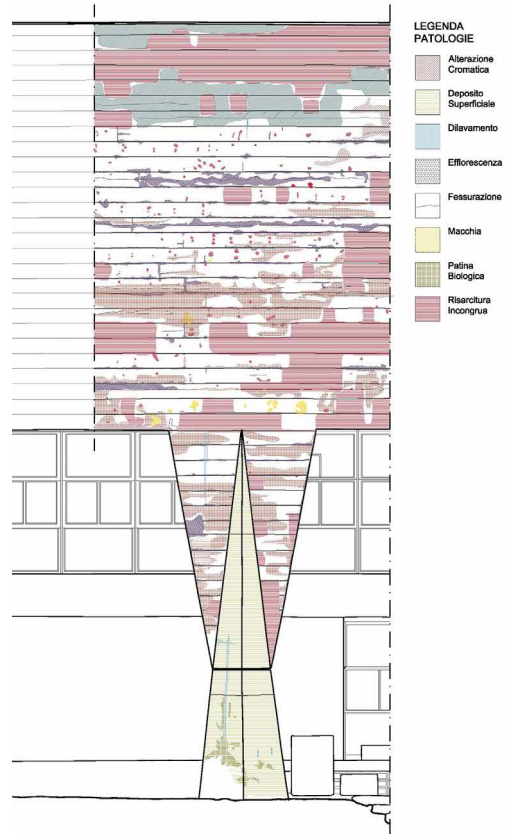 LEGENDA
PATOLOGIE
Alterazione
Cromatica
Deposito
Superficiale
Dilavamento
Efflorescenza
Fessurazione
Macchia
Patina
Biologica
Risarcitura
Incongrua